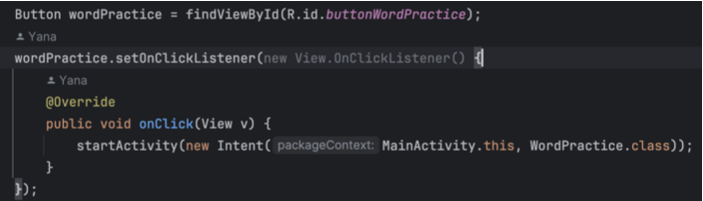 Button wordPractice = findViewById(R.id.buttonWordPractice);
Yana
wordPractice.setOnClickListener(new View.OnClickListener() {
Yana
@Override
public void onClick(View v) {
startActivity(new Intent( packageContext: MainActivity.this, WordPractice.class));
}
});